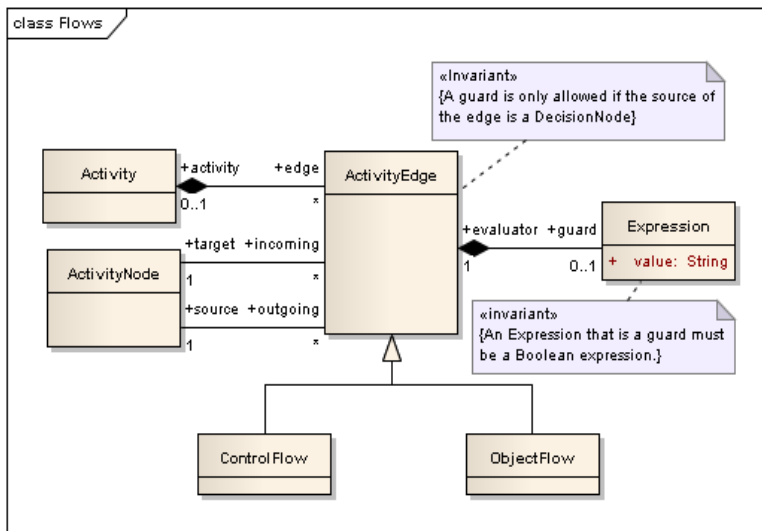 class Flows
«Invariant»
{A guard is only allowed if the source of
the edge is a DecisionNode}
Activity
+activity
+edge
0..1
*
ActivityEdge
+evaluator
+guard
1
0..1
Expression
+ value: String
ActivityNode
+target
+incoming
1
*
+source
+outgoing
1
*
«invariant»
{An Expression that is a guard must
be a Boolean expression.}
ControlFlow
ObjectFlow